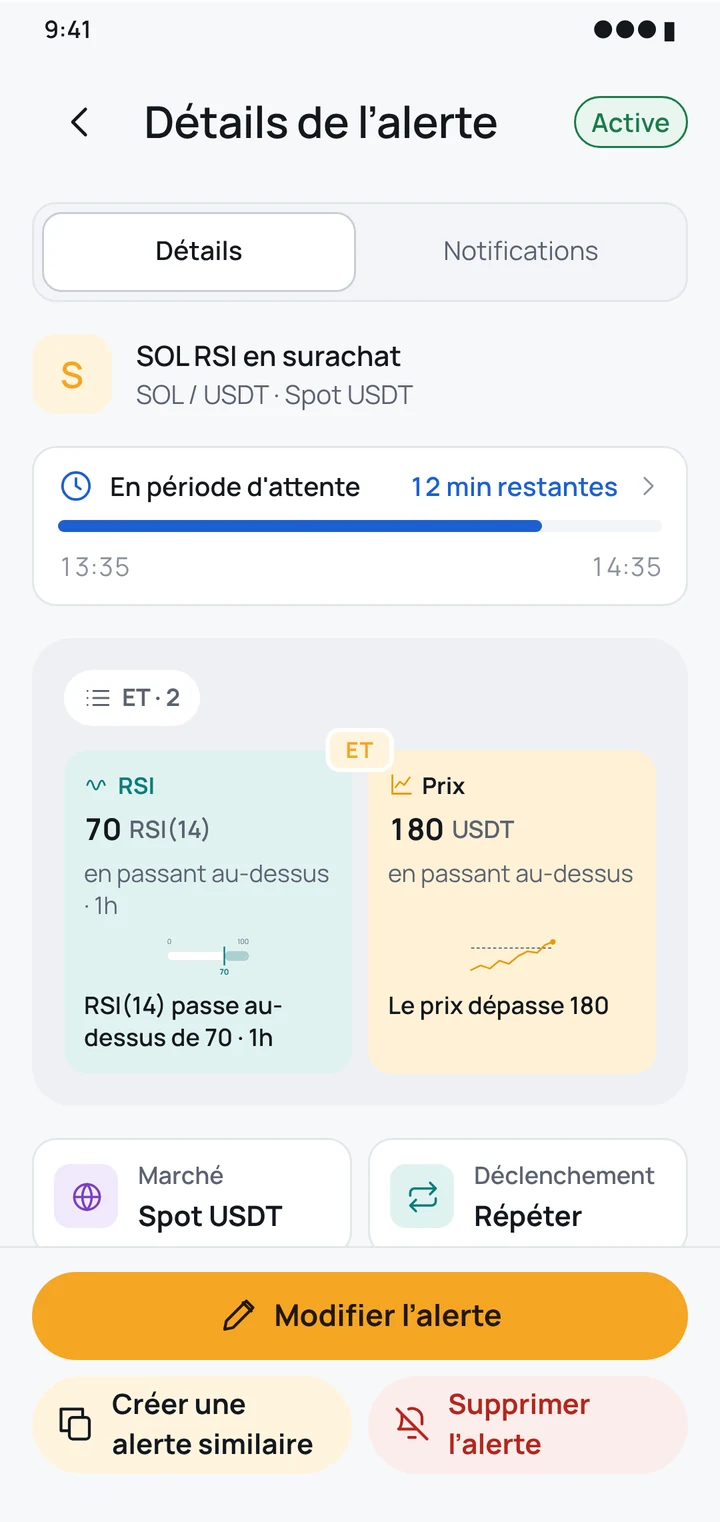 9:41
Détails de l’alerte
Active
Détails
Notifications
S
SOL RSI en surachat
SOL / USDT · Spot USDT
En période d'attente
12 min restantes
13:35
14:35
ET · 2
ET
RSI
70 RSI(14)
en passant au-dessus
· 1h
0
100
70
RSI(14) passe au-
dessus de 70 · 1h
Prix
180 USDT
en passant au-dessus
Le prix dépasse 180
Marché
Spot USDT
Déclenchement
Répéter
Modifier l’alerte
Créer une
alerte similaire
Supprimer
l’alerte